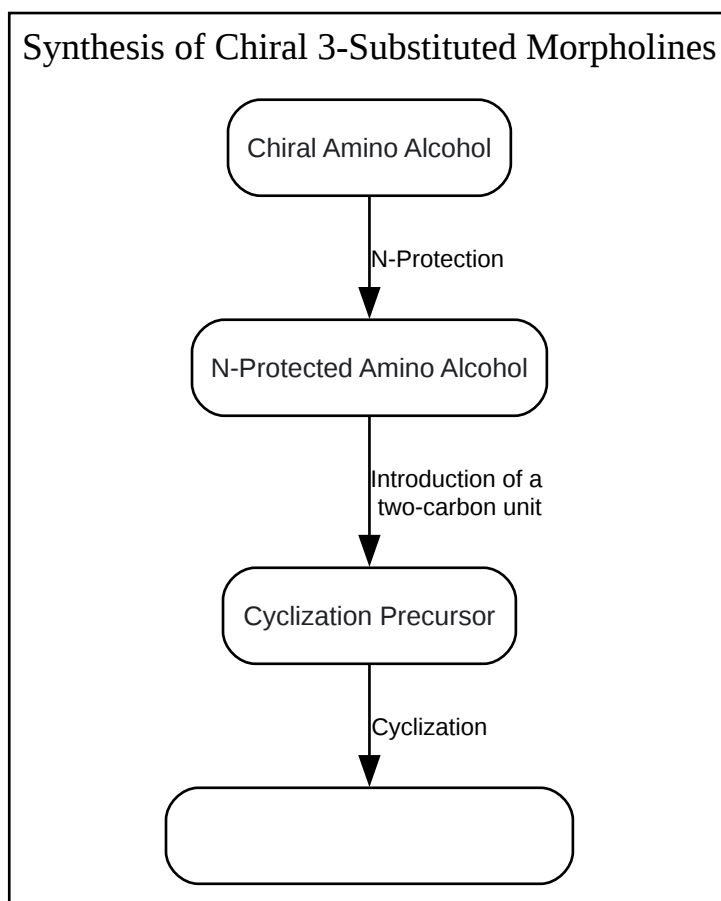 Synthesis of Chiral 3-Substituted Morpholines
Chiral Amino Alcohol
N-Protection
N-Protected Amino Alcohol
Introduction of a
two-carbon unit
Cyclization Precursor
Cyclization